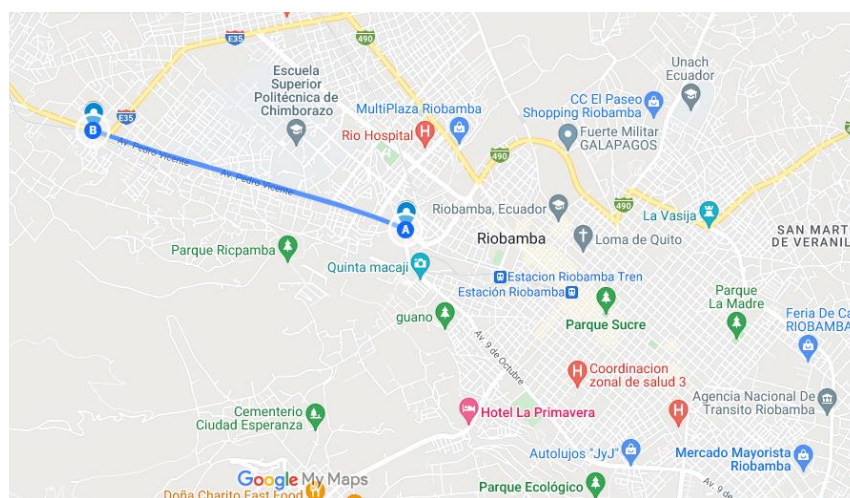 E35
490
Unach
Ecuador
Escuela
Superior
Politécnica de
Chimborazo
MultiPlaza Riobamba
CC El Paseo
Shopping Riobamba
E35
B
Rio Hospital
Fuerte Militar
GALAPAGOS
490
Av. Pedro Vicente
Av. Pedro Vicente
490
Riobamba, Ecuador
La Vasija
A
Riobamba
Loma de Quito
SAN MART
DE VERANIL
Parque Ricpamba
Quinta macaji
Estacion Riobamba Tren
Estación Riobamba
Parque
La Madre
guano
Parque Sucre
Feria De Ca
RIOBAMBA
Av. 9 de Octubre
Coordinacion
zonal de salud 3
Cementerio
Ciudad Esperanza
Hotel La Primavera
Agencia Nacional De
Transito Riobamba
Autolujos "JyJ"
Mercado Mayorista
Riobamba
Google My Maps
Parque Ecológico
Av. 9 de
Doña Charito Fast Food